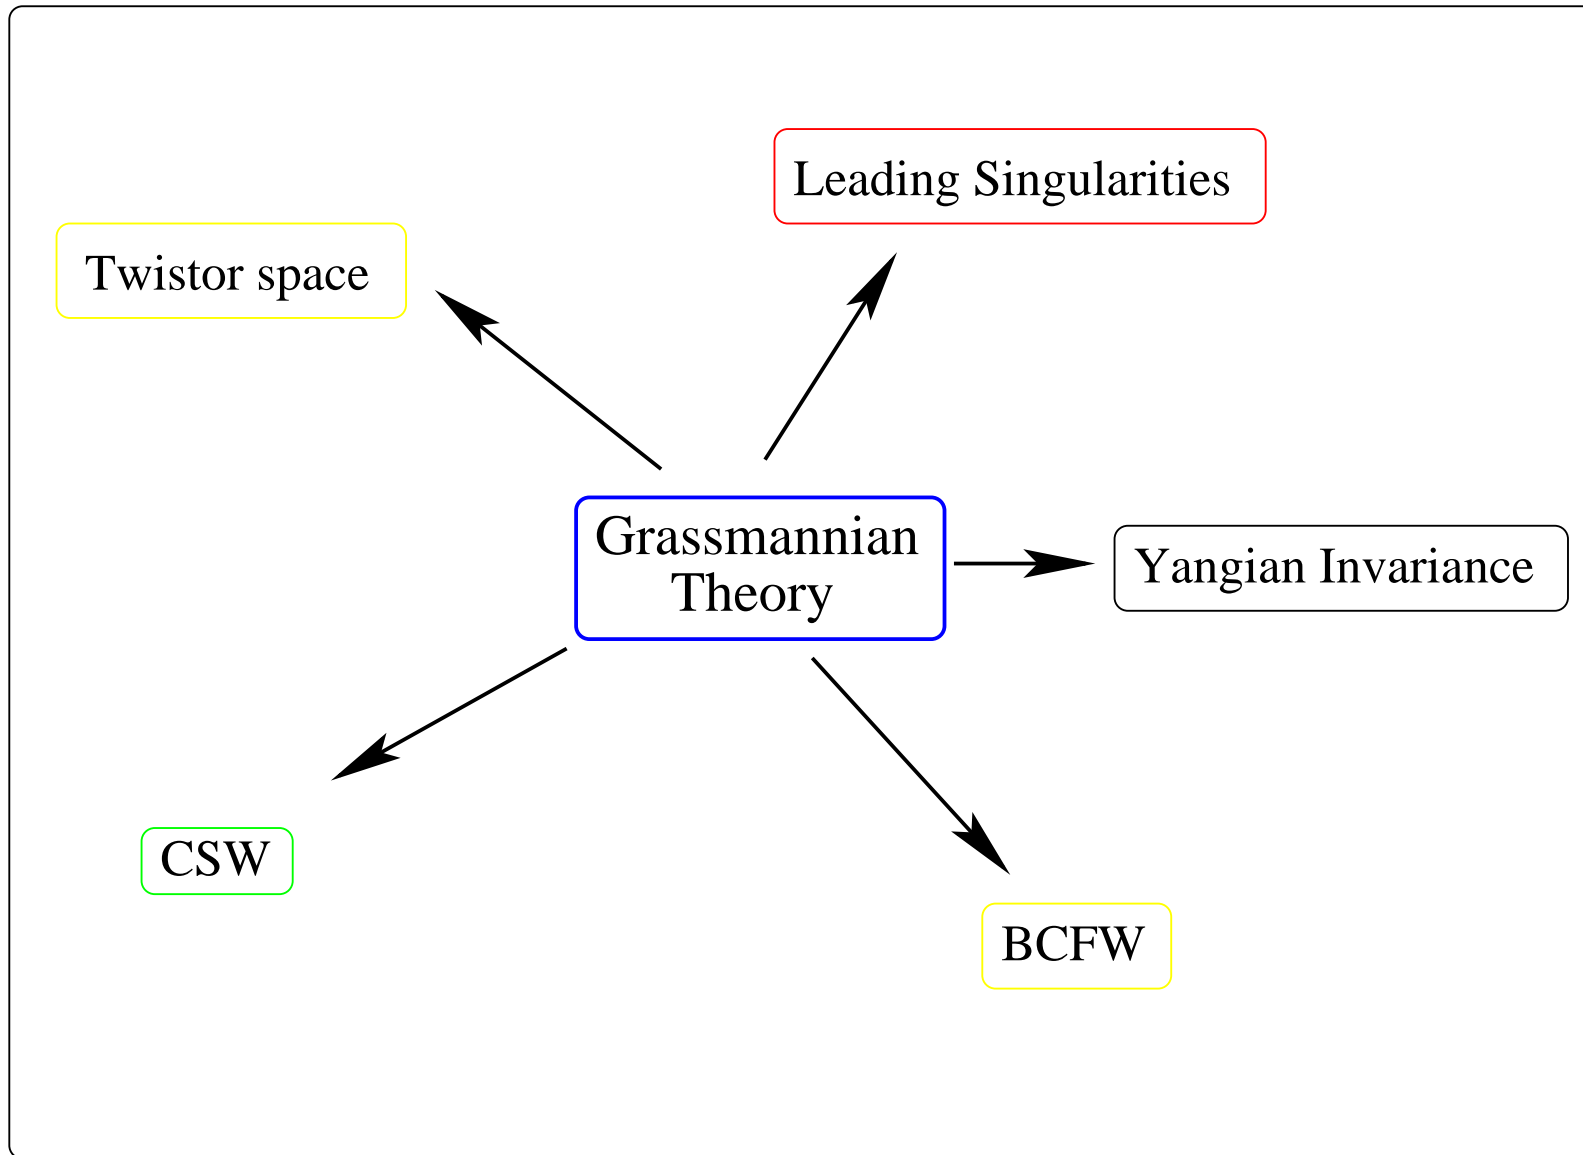 Leading Singularities
Twistor space
Grassmannian
Theory
Yangian Invariance
CSW
BCFW